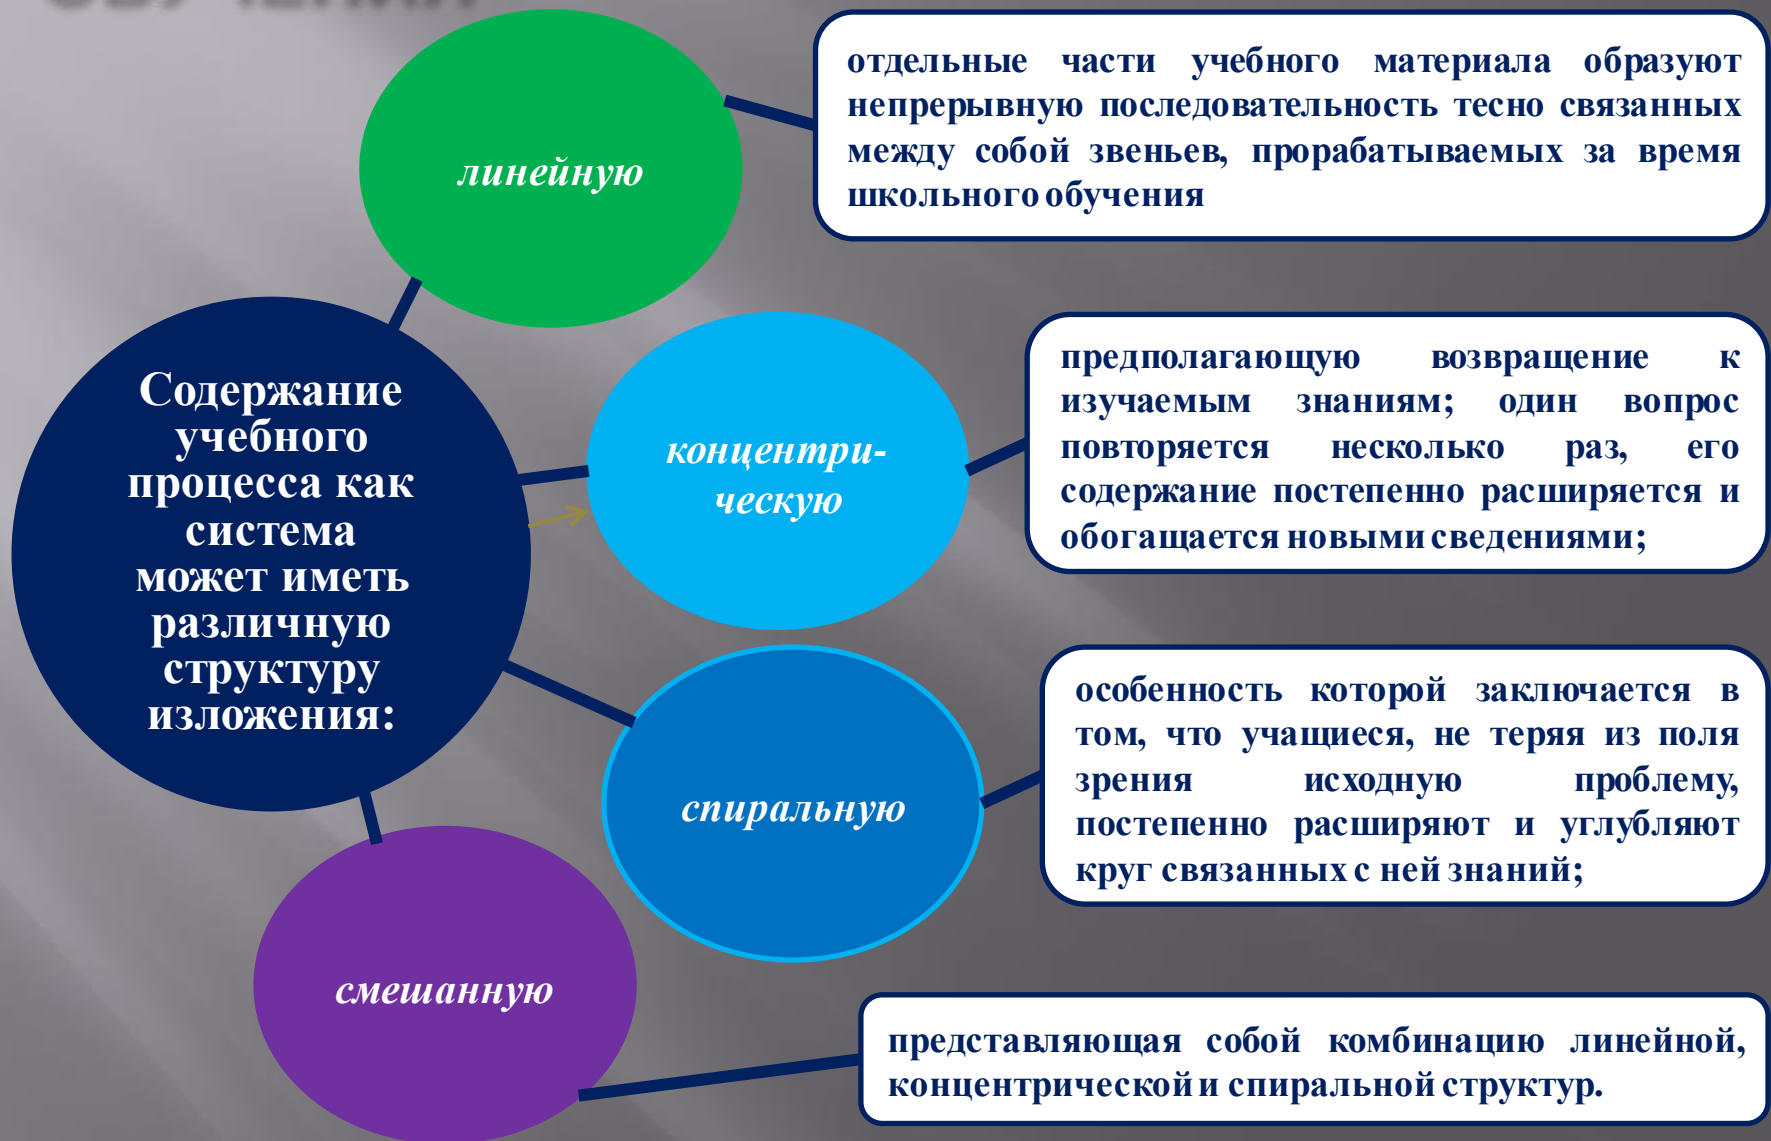 линейную
отдельные части учебного материала образуют
непрерывную последовательность тесно связанных
между собой звеньев, прорабатываемых за время
школьного обучения
Содержание
учебного
процесса как
система
может иметь
различную
структуру
изложения:
концентри-
ческую
предполагающую возвращение к
изучаемым знаниям; один вопрос
повторяется несколько раз, его
содержание постепенно расширяется и
обогащается новыми сведениями;
спиральную
особенность которой заключается в
том, что учащиеся, не теряя из поля
зрения исходную проблему,
постепенно расширяют и углубляют
круг связанных с ней знаний;
смешанную
представляющая собой комбинацию линейной,
концентрической и спиральной структур.